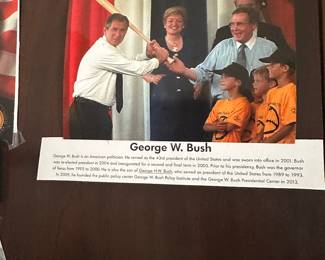 George W. Bush
George W. Bush is an American politician. He served as the 43rd president of the United States and was sworn into office in 2001. Bush
was re-elected president in 2004 and inaugurated for a second and final term in 2005. Prior to his presidency, Bush was the governor
of Texas from 1995 to 2000. He is also the son of George H.W. Bush, who served as president of the United States from 1989 to 1993.
In 2009, he founded the public policy center George W. Bush Policy Institute and the George W. Bush Presidential Center in 2013.